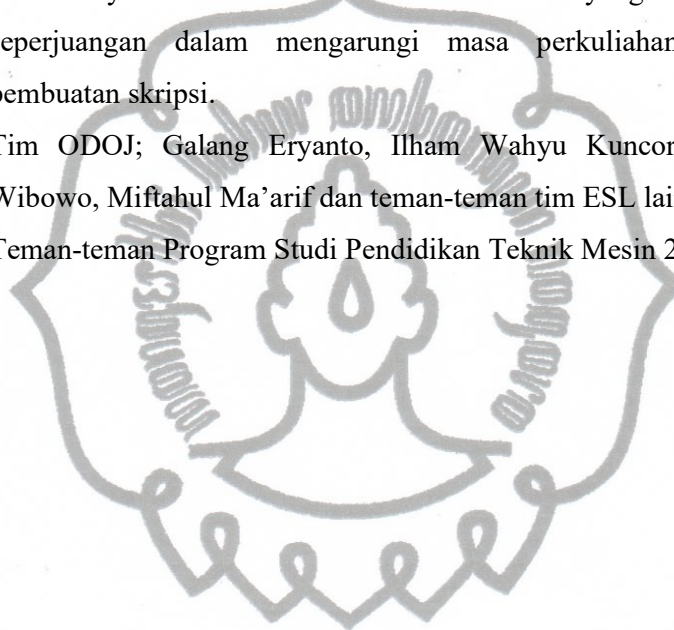 seperjuangan dalam mengarungi masa perkuliahan
pembuatan skripsi.
Tim ODOJ; Galang Eryanto, Ilham Wahyu Kuncor
Wibowo, Miftahul Ma’arif dan teman-teman tim ESL lai
Teman-teman Program Studi Pendidikan Teknik Mesin 2